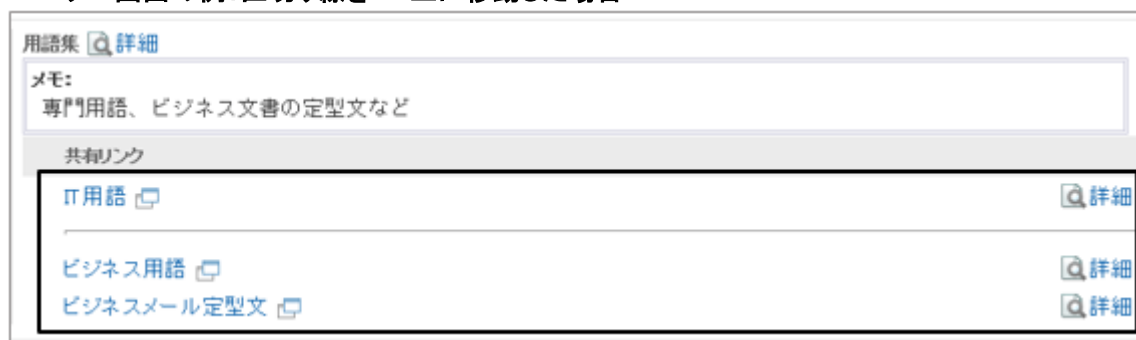 用語集 詳細
メモ:
専門用語、ビジネス文書の定型文など
共有リンク
IT用語 詳細
ビジネス用語 詳細
ビジネスメール定型文 詳細